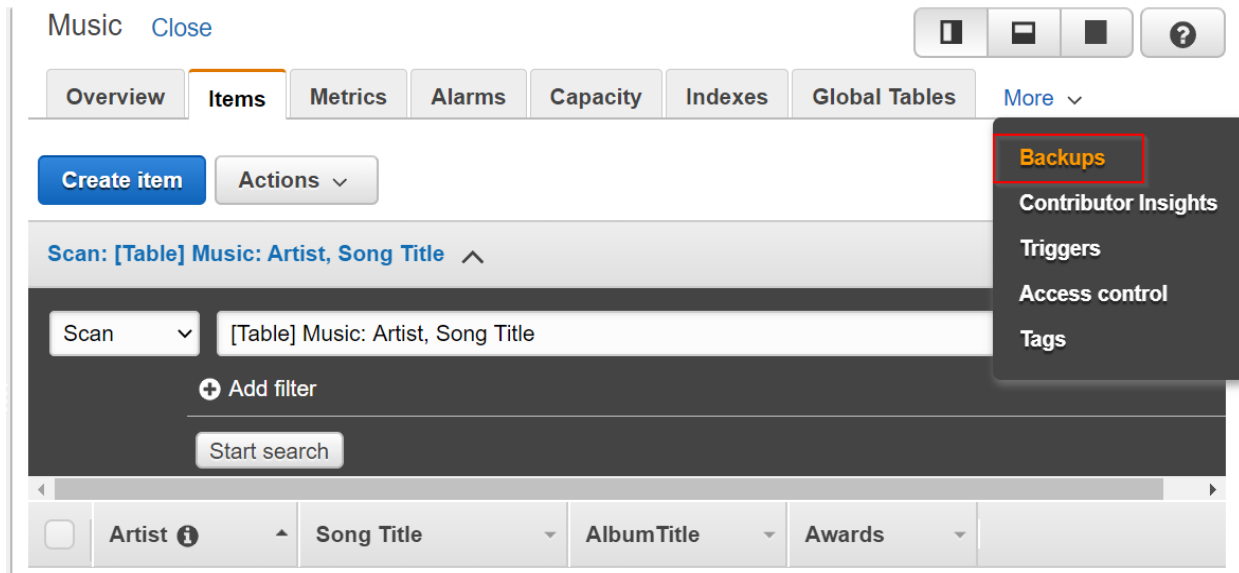 Music Close
Overview Items Metrics Alarms Capacity Indexes Global Tables More
Backups
Contributor Insights
Triggers
Access control
Tags
Create item Actions
Scan: [Table] Music: Artist, Song Title
Scan [Table] Music: Artist, Song Title
Add filter
Start search
Artist Song Title AlbumTitle Awards